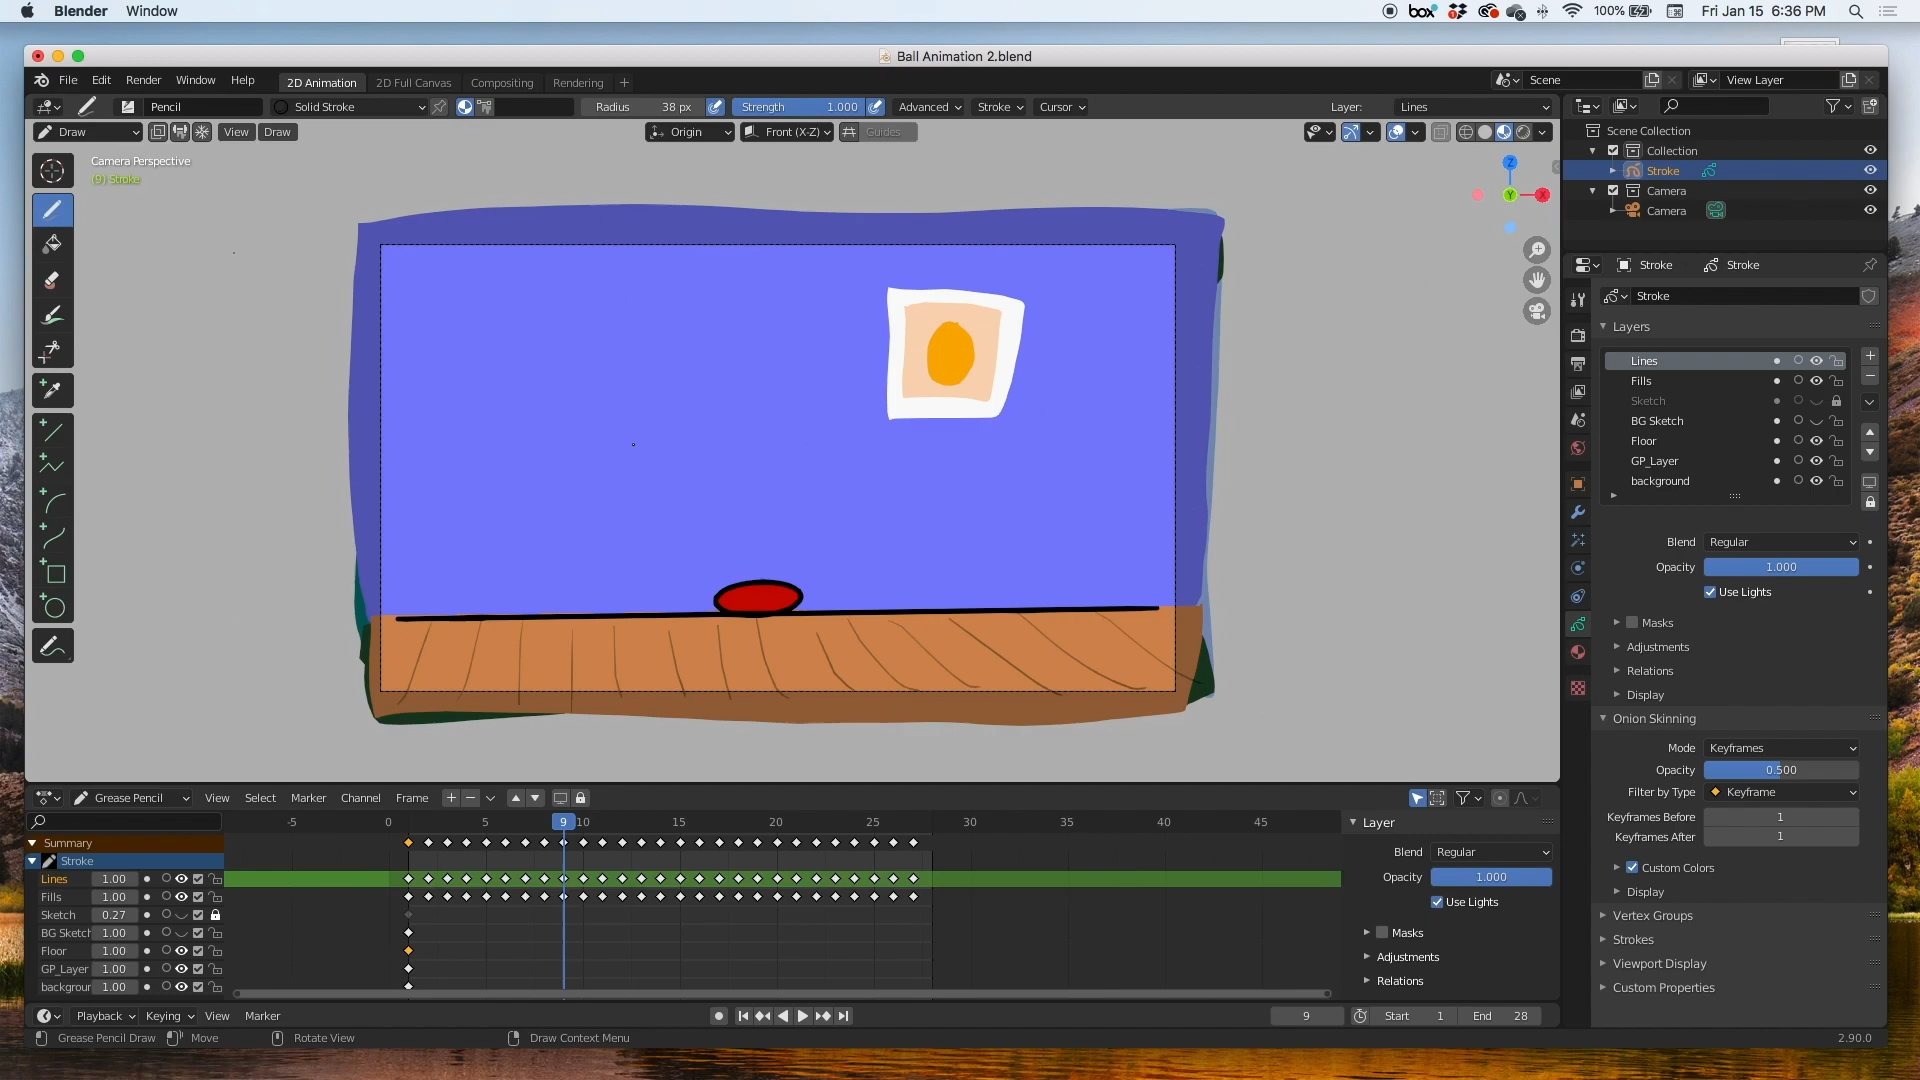 Blender Window
box 100% Fri Jan 15 6:36 PM
Ball Animation 2.blend
File Edit Render Window Help 2D Animation 2D Full Canvas Compositing Rendering + Scene View Layer
Pencil Solid Stroke Radius 38 px Strength 1.000 Advanced Stroke Cursor Layer: Lines
Draw View Draw Origin Front (X-Z) Guides
Camera Perspective
(9) Stroke
Z
Y X
Scene Collection
Collection
Stroke
Camera
Camera
Stroke Stroke
Stroke
Layers
Lines
Fills
Sketch
BG Sketch
Floor
GP_Layer
background
Blend Regular
Opacity 1.000
Use Lights
Masks
Adjustments
Relations
Display
Onion Skinning
Mode Keyframes
Opacity 0.500
Filter by Type Keyframe
Keyframes Before 1
Keyframes After 1
Custom Colors
Display
Vertex Groups
Strokes
Viewport Display
Custom Properties
Grease Pencil View Select Marker Channel Frame
-5 0 5 9 10 15 20 25 30 35 40 45
Summary
Stroke
Lines 1.00
Fills 1.00
Sketch 0.27
BG Sketch 1.00
Floor 1.00
GP_Layer 1.00
backgroun 1.00
Layer
Blend Regular
Opacity 1.000
Use Lights
Masks
Adjustments
Relations
Playback Keying View Marker 9 Start 1 End 28
Grease Pencil Draw Move Rotate View Draw Context Menu 2.90.0